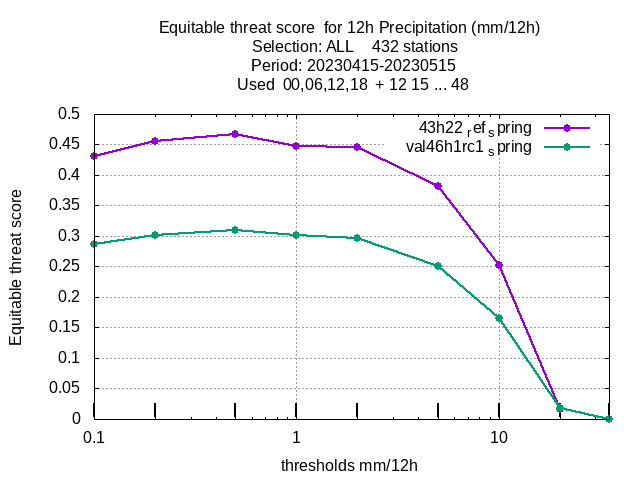 Equitable threat score  for 12h Precipitation (mm/12h)
Selection: ALL    432 stations
Period: 20230415-20230515
Used  00,06,12,18  + 12 15 ... 48
43h22 ref spring
val46h1rc1 spring
0.5
0.45
0.4
0.35
0.3
0.25
0.2
0.15
0.1
0.05
0
Equitable threat score
0.1 1 10
thresholds mm/12h